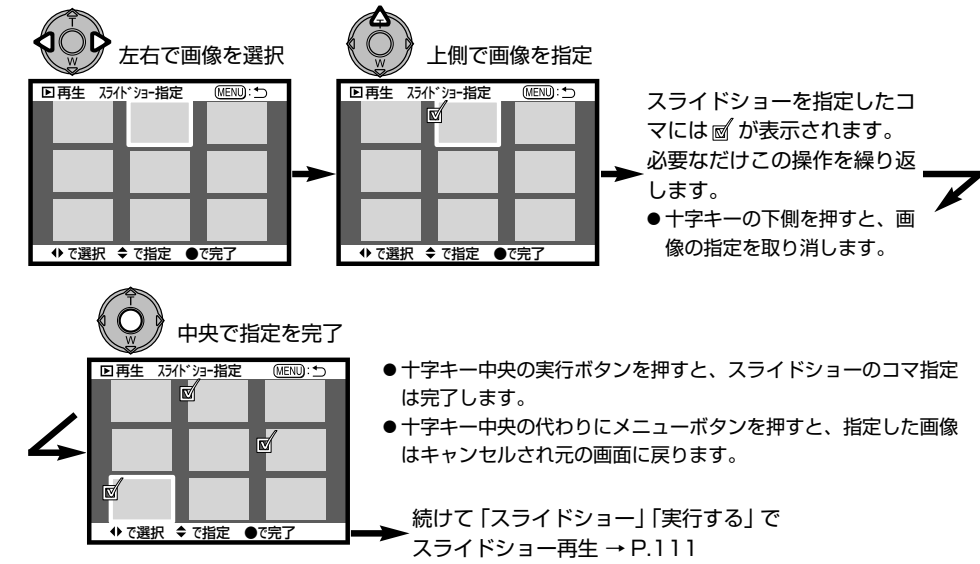 T
W
左右で画像を選択
再生 スライドショー指定 MENU:
で選択 で指定 ●で完了
T
W
上側で画像を指定
再生 スライドショー指定 MENU:
で選択 で指定 ●で完了
スライドショーを指定したコ
マには が表示されます。
必要なだけこの操作を繰り返
します。
●十字キーの下側を押すと、画
像の指定を取り消します。
T
W
中央で指定を完了
再生 スライドショー指定 MENU:
で選択 で指定 ●で完了
●十字キー中央の実行ボタンを押すと、スライドショーのコマ指定
は完了します。
●十字キー中央の代わりにメニューボタンを押すと、指定した画像
はキャンセルされ元の画面に戻ります。
続けて「スライドショー」「実行する」で
スライドショー再生 → P.111